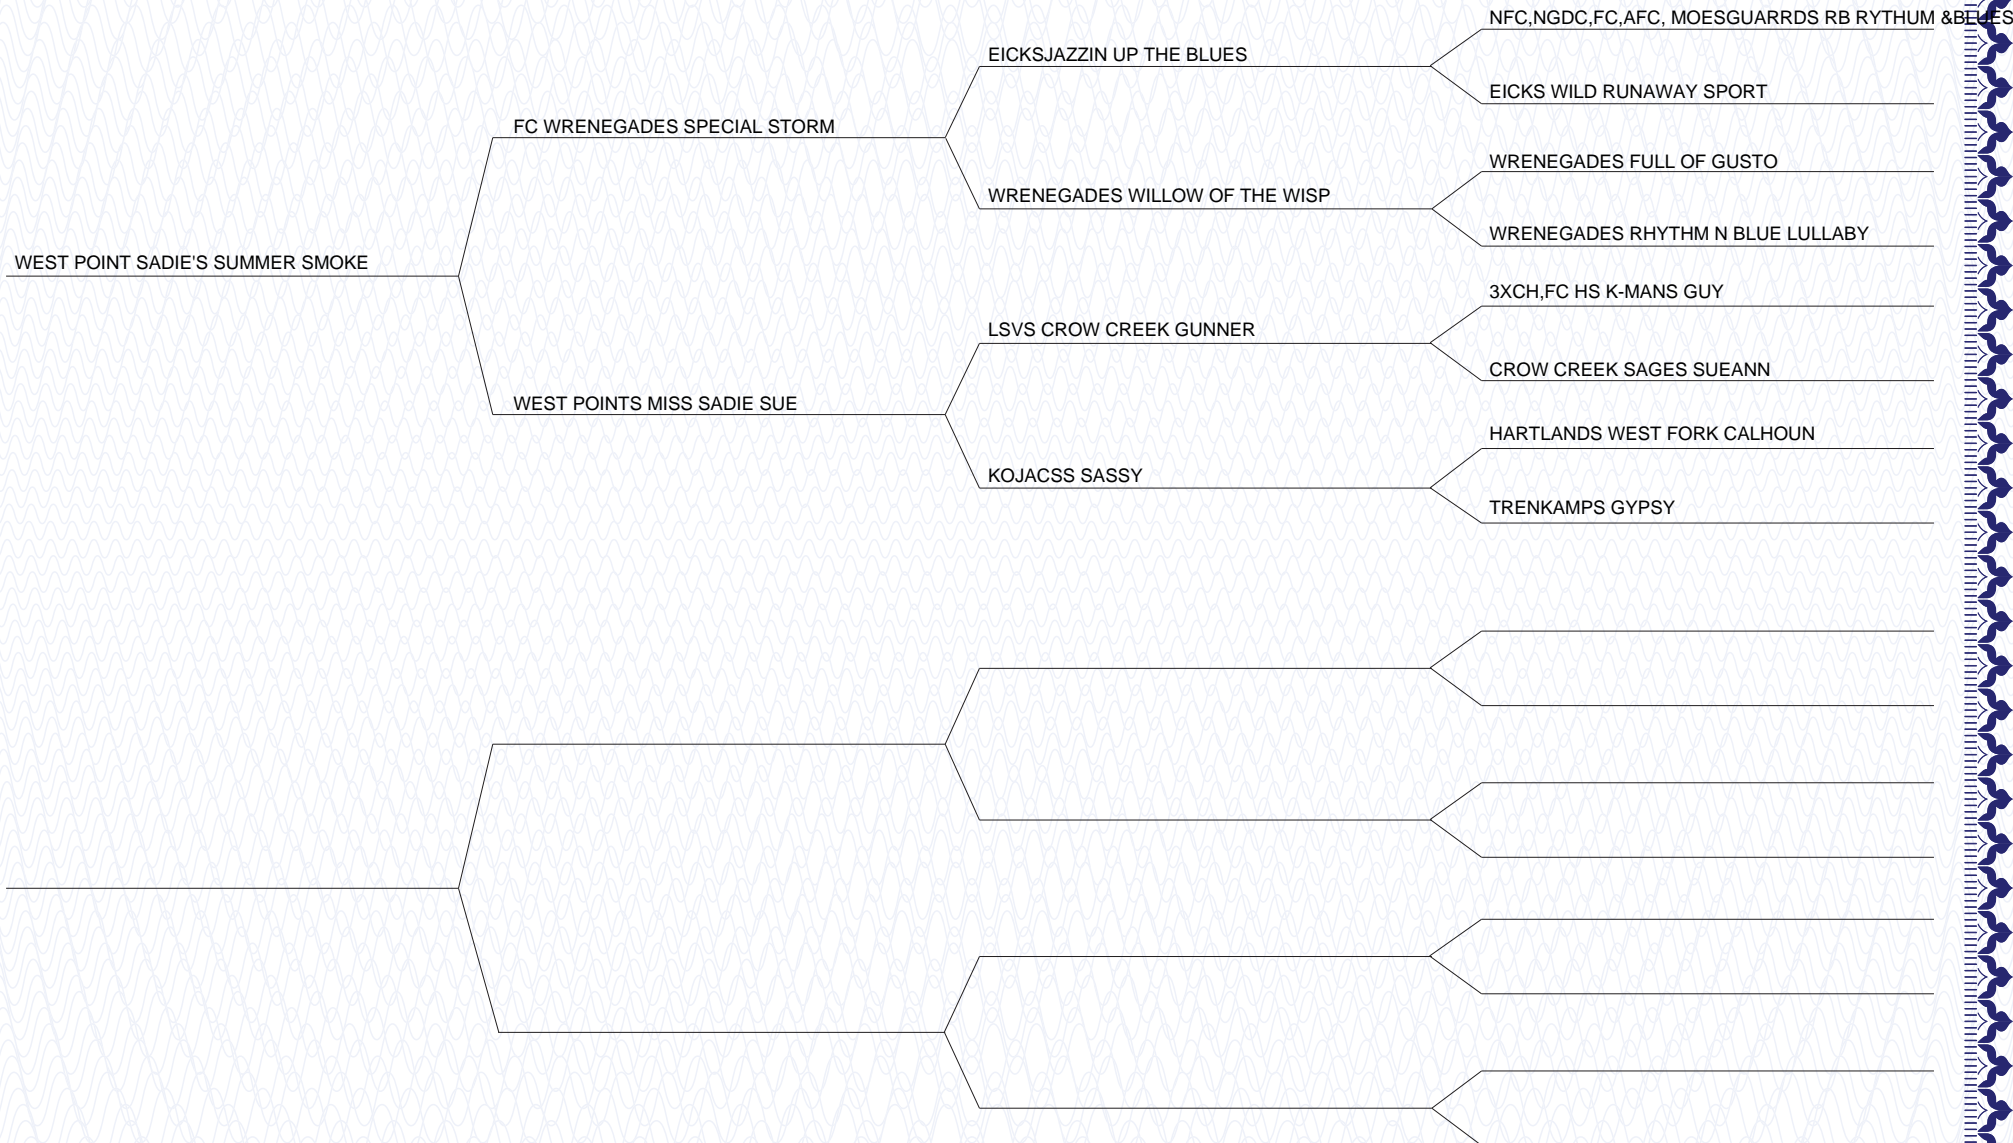 NFC,NGDC,FC,AFC, MOESGUARRDS RB RYTHUM &BLUES
EICKSJAZZIN UP THE BLUES
EICKS WILD RUNAWAY SPORT
FC WRENEGADES SPECIAL STORM
WRENEGADES FULL OF GUSTO
WRENEGADES WILLOW OF THE WISP
WRENEGADES RHYTHM N BLUE LULLABY
WEST POINT SADIE'S SUMMER SMOKE
3XCH,FC HS K-MANS GUY
LSVS CROW CREEK GUNNER
CROW CREEK SAGES SUEANN
WEST POINTS MISS SADIE SUE
HARTLANDS WEST FORK CALHOUN
KOJACSS SASSY
TRENKAMPS GYPSY